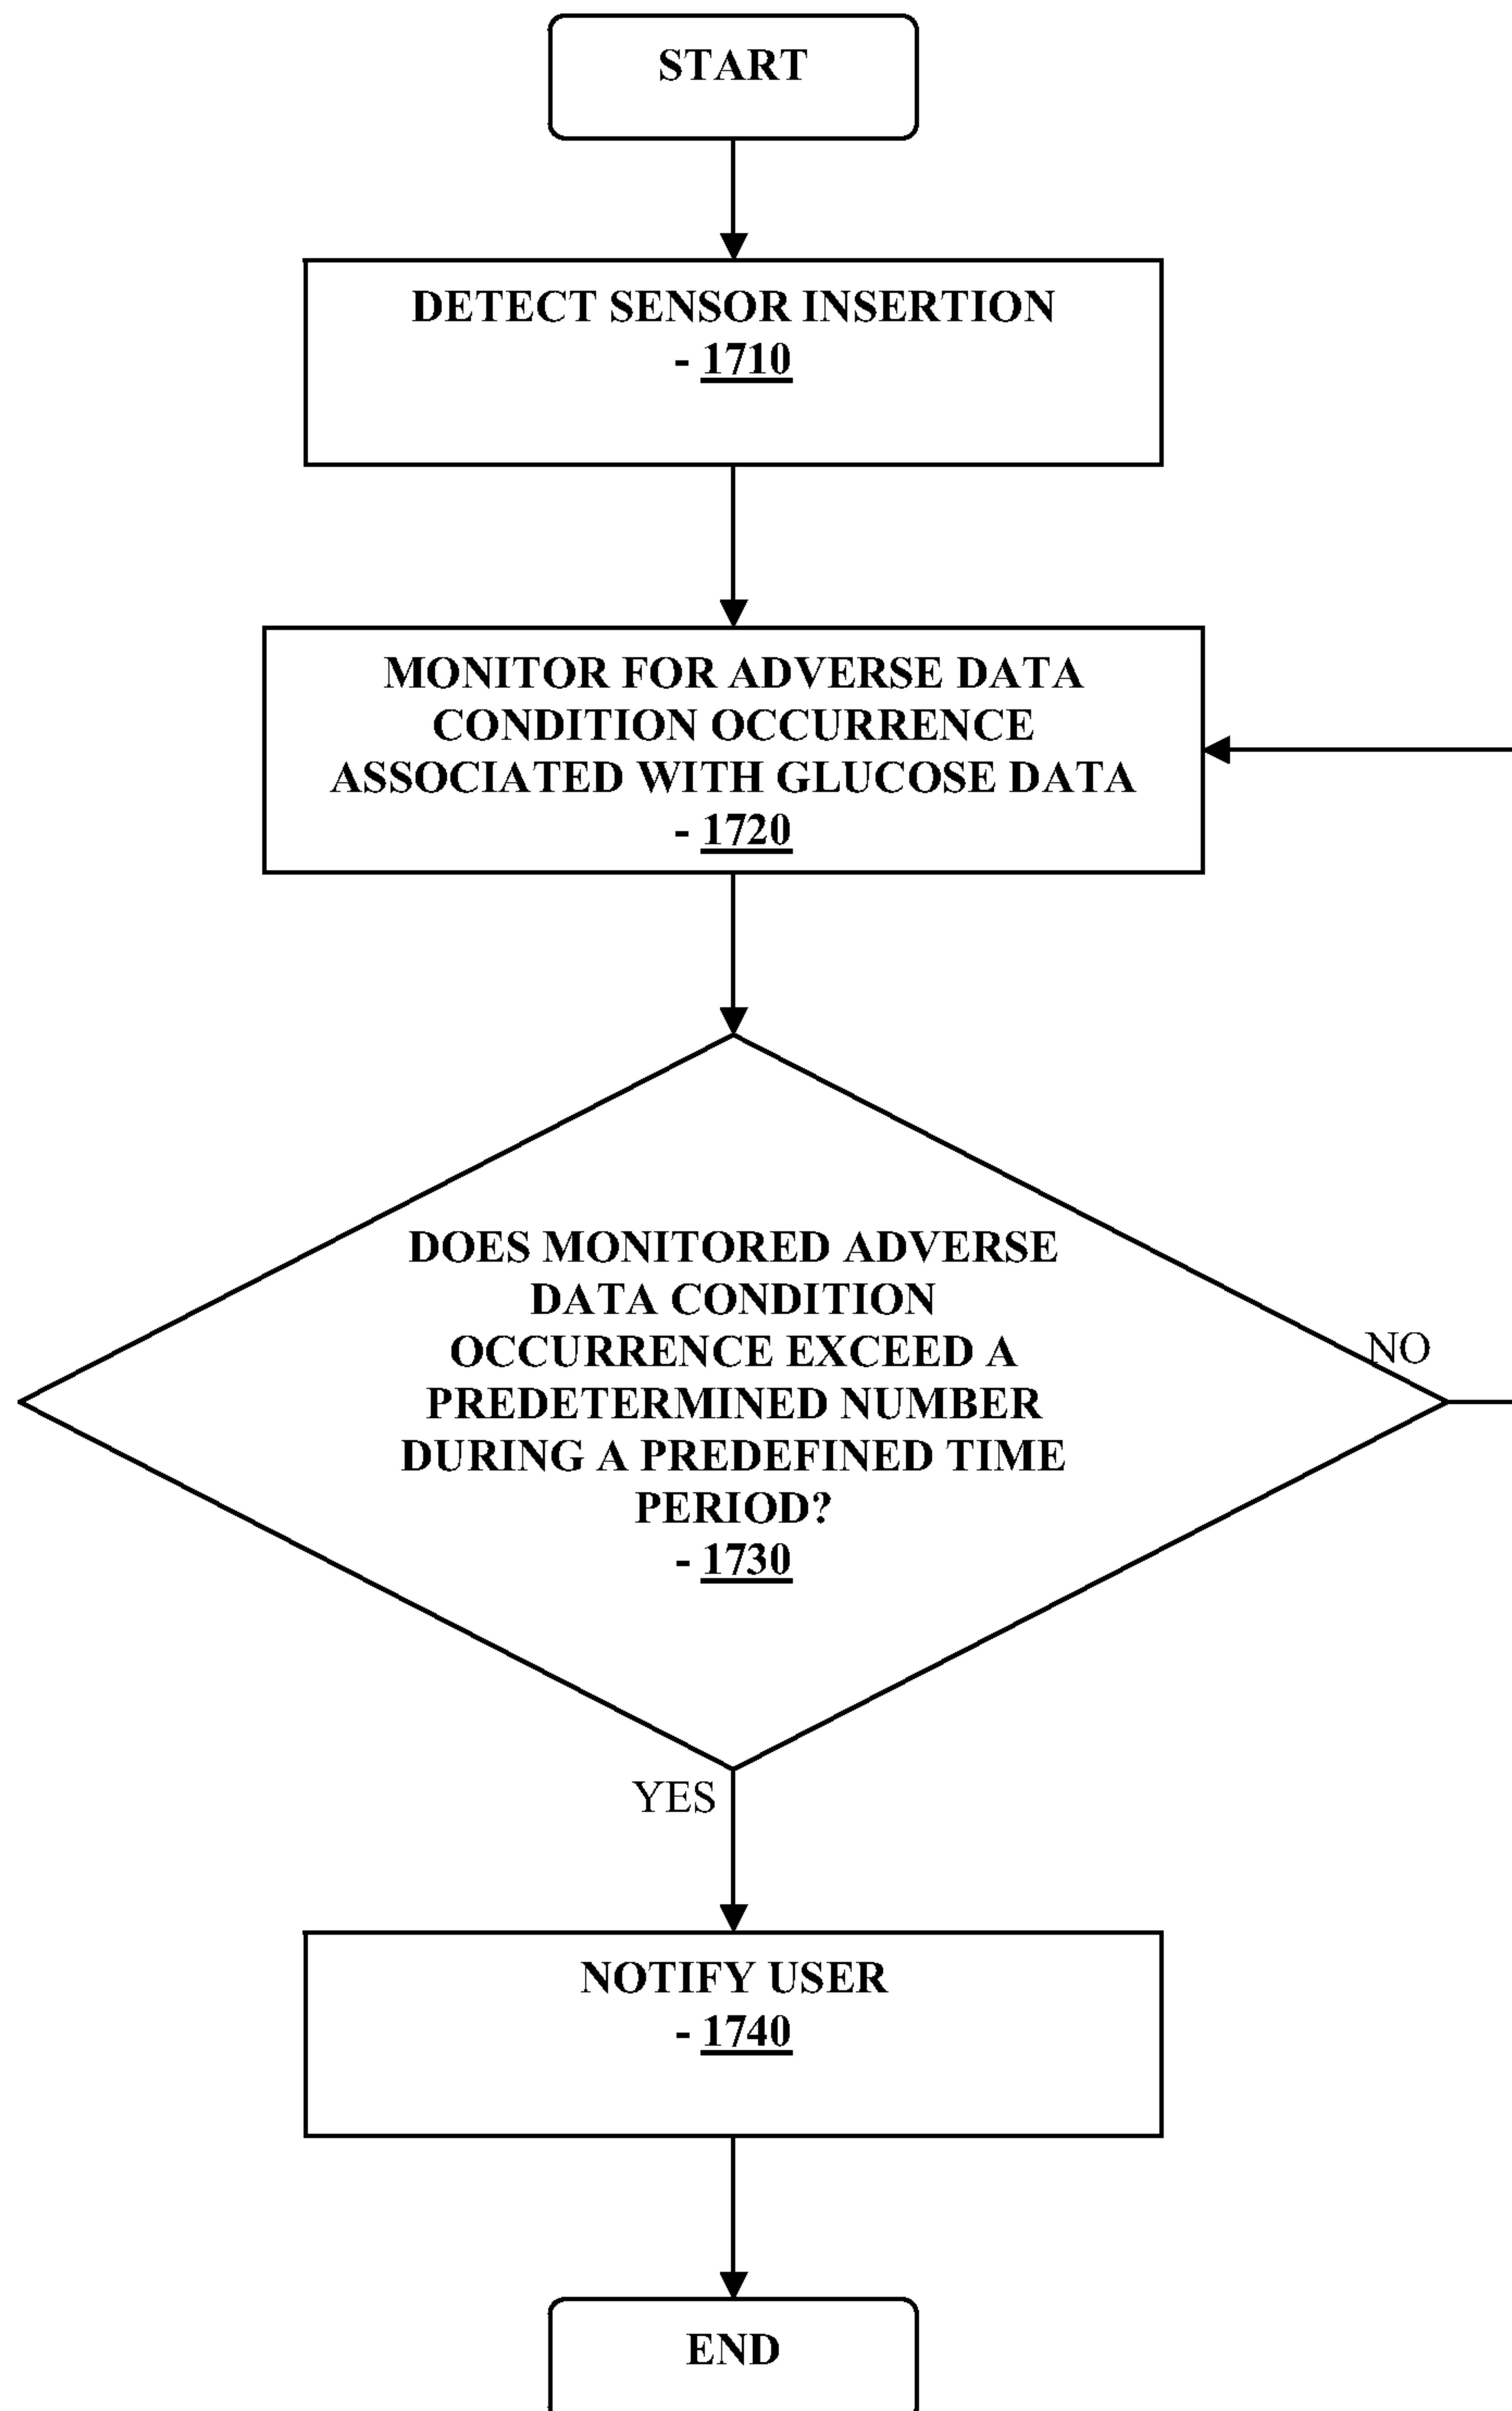 START
DETECT SENSOR INSERTION
- 1710
MONITOR FOR ADVERSE DATA
CONDITION OCCURRENCE
ASSOCIATED WITH GLUCOSE DATA
- 1720
DOES MONITORED ADVERSE
DATA CONDITION
OCCURRENCE EXCEED A
PREDETERMINED NUMBER
DURING A PREDEFINED TIME
PERIOD?
- 1730
NO
YES
NOTIFY USER
- 1740
END